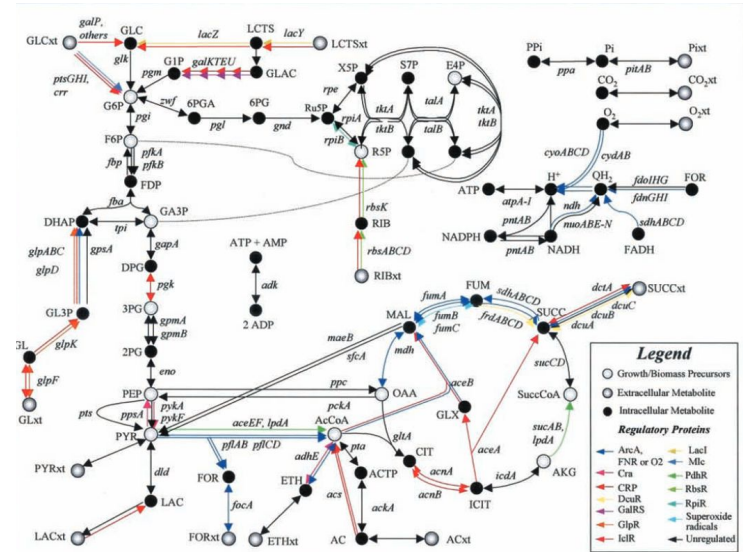 galP,
others
GLC
lacZ
LCTS
lacY
GLCxt
LCTSxt
glk
G1P
galKTEU
GLAC
ptsGHI,
crr
pgm
G6P
zwf
6PGA
6PG
Ru5P
pgl
gnd
pgi
F6P
X5P
S7P
E4P
rpe
rpiA
rpiB
R5P
tktA
tktB
talA
talB
tktA
tktB
rbsK
RIB
rbsABCD
RIBxt
PPi
Pi
Pixt
ppa
pitAB
CO2
CO2xt
O2
O2xt
cyoABCD
cydAB
ATP
H+
QH2
fdoIHG
FOR
atpA-I
ndh
fdnGHI
pntAB
nuoABE-N
sdhABCD
NADPH
pntAB
NADH
FADH
fbp
pfkA
pfkB
FDP
fba
DHAP
tpi
GA3P
glpABC
glpD
gpsA
gapA
DPG
pgk
3PG
gpmA
gpmB
2PG
eno
GL3P
GL
glpK
glpF
GLxt
ATP + AMP
adk
2 ADP
PEP
ppc
OAA
pts
ppsA
pykA
pykF
pckA
PYR
aceEF, lpdA
AcCoA
pflAB pflCD
maeB
sfcA
MAL
fumA
fumB
fumC
FUM
sdhABCD
frdABCD
SUCC
dctA
dcuC
dcuB
dcuA
SUCCxt
mdh
aceB
GLX
aceA
sucCD
SuccCoA
sucAB,
lpdA
AKG
icdA
ICIT
acnA
acnB
CIT
gltA
PYRxt
dld
LAC
LACxt
FOR
focA
FORxt
adhE
ETH
ETHxt
pta
ACTP
ackA
acs
AC
ACxt
Legend
Growth/Biomass Precursors
Extracellular Metabolite
Intracellular Metabolite
Regulatory Proteins
ArcA,
FNR or O2
Cra
CRP
DcuR
GalRS
GlpR
IclR
LacI
Mlc
PdhR
RbsR
RpiR
Superoxide
radicals
Unregulated